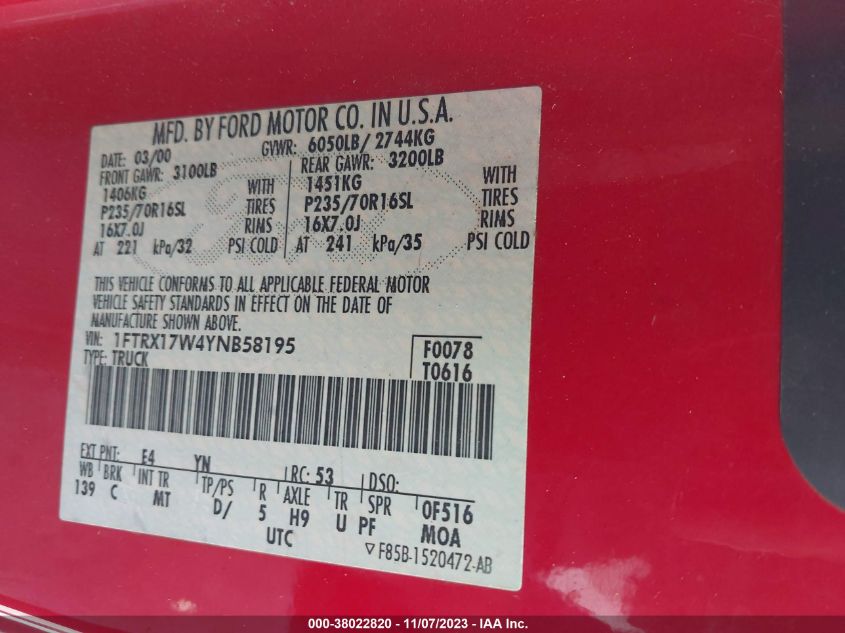 MFD. BY FORD MOTOR CO. IN U.S.A.
DATE: 03/00 GVWR: 6050LB/ 2744KG
FRONT GAWR: 3100LB REAR GAWR: 3200LB
1406KG WITH 1451KG WITH
P235/70R16SL TIRES P235/70R16SL TIRES
16X7.0J RIMS 16X7.0J RIMS
AT 221 kPa/32 PSI COLD AT 241 kPa/35 PSI COLD
THIS VEHICLE CONFORMS TO ALL APPLICABLE FEDERAL MOTOR
VEHICLE SAFETY STANDARDS IN EFFECT ON THE DATE OF
MANUFACTURE SHOWN ABOVE.
VIN: 1FTRX17W4YNB58195 F0078
TYPE: TRUCK T0616
EXT PNT: E4 YN RC: 53 DSO:
WB BRK INT TR TP/PS R AXLE TR SPR 0F516
139 C MT D/ 5 H9 U PF MOA
UTC
▽ F85B-1520472-AB
000-38022820 - 11/07/2023 - IAA Inc.